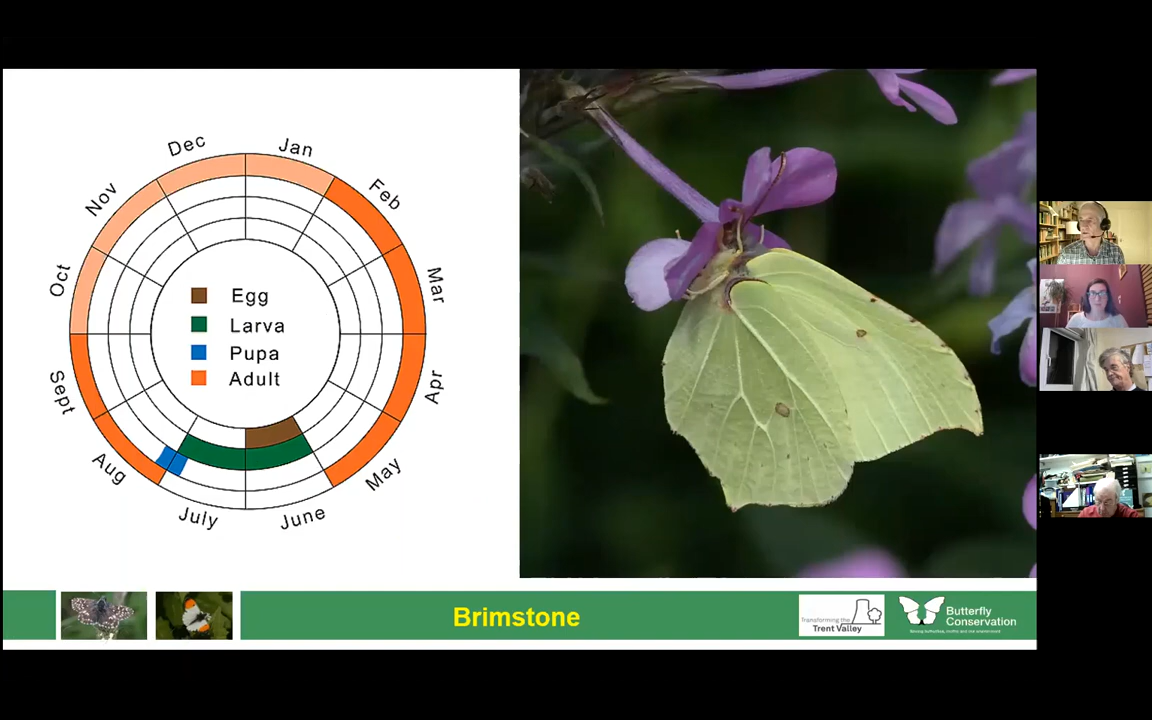 Dec
Jan
Nov
Feb
Oct
Mar
Sept
Apr
Aug
May
July
June
Egg
Larva
Pupa
Adult
Brimstone
Transforming the
Trent Valley
Butterfly
Conservation